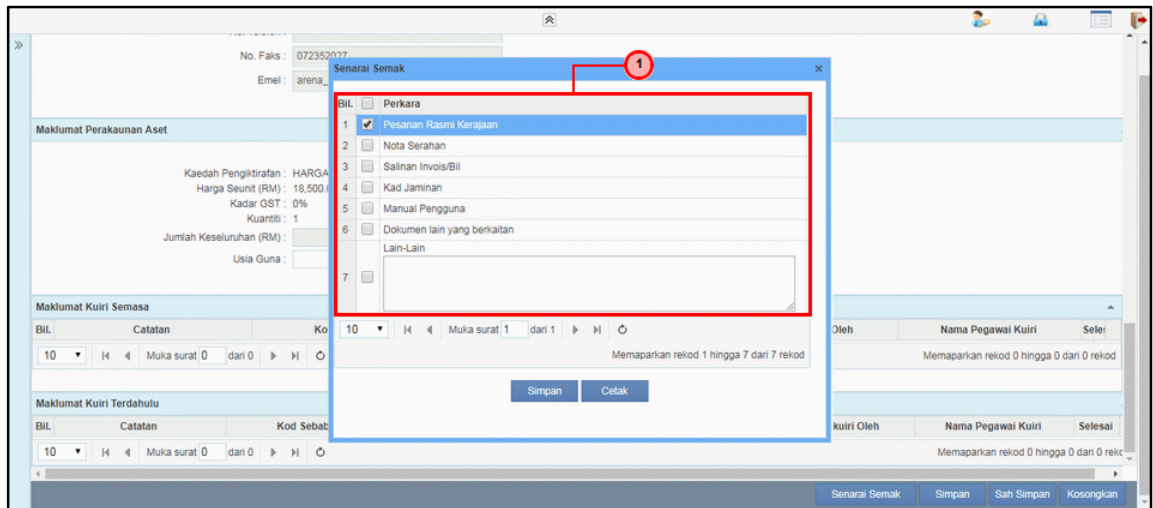 No. Faks : 072352027
Emel : arena_
Maklumat Perakaunan Aset
Kaedah Pengiktirafan : HARGA
Harga Seunit (RM) : 18,500.
Kadar GST : 0%
Kuantiti : 1
Jumlah Keseluruhan (RM) :
Usia Guna :
Senarai Semak ×
1
Bil. Perkara
1 Pesanan Rasmi Kerajaan
2 Nota Serahan
3 Salinan Invois/Bil
4 Kad Jaminan
5 Manual Pengguna
6 Dokumen lain yang berkaitan
Lain-Lain
7
10 Muka surat 1 dari 1
Memaparkan rekod 1 hingga 7 dari 7 rekod
Simpan Cetak
Maklumat Kuiri Semasa
Bil. Catatan Ko Oleh Nama Pegawai Kuiri Seles
10 Muka surat 0 dari 0 Memaparkan rekod 0 hingga 0 dari 0 rekod
Maklumat Kuiri Terdahulu
Bil. Catatan Kod Sebab kuiri Oleh Nama Pegawai Kuiri Selesai
10 Muka surat 0 dari 0 Memaparkan rekod 0 hingga 0 dari 0 reko
Senarai Semak Simpan Sah Simpan Kosongkan